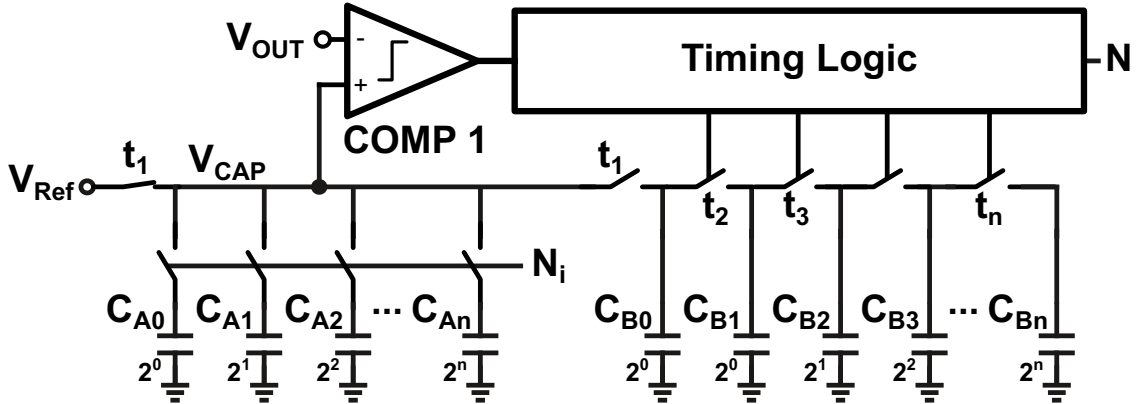 V_OUT - Timing Logic N
+
COMP 1
t_1 V_CAP t_1
V_Ref t_2 t_3 t_n
N_i
C_A0 C_A1 C_A2 ... C_An C_B0 C_B1 C_B2 C_B3 ... C_Bn
2^0 2^1 2^2 2^n 2^0 2^0 2^1 2^2 2^n